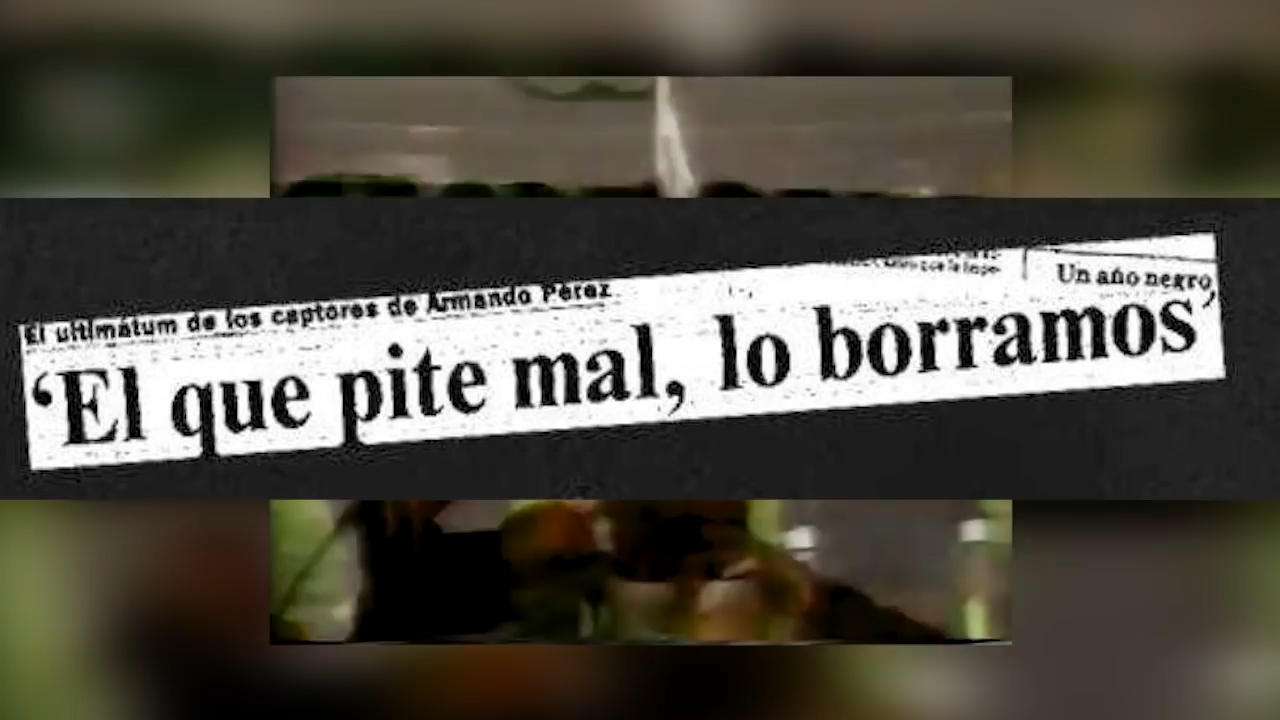 El ultimátum de los captores de Armando Pérez
Un año negro
‘El que pite mal, lo borramos’